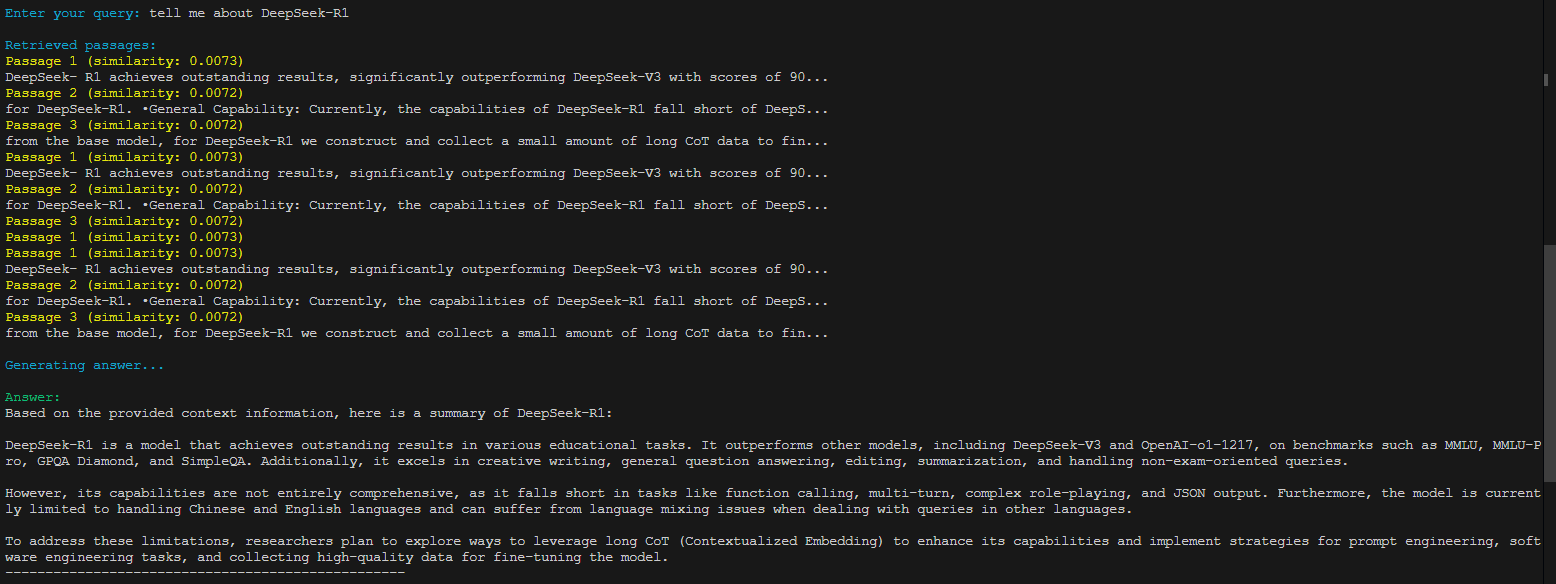 Enter your query: tell me about DeepSeek-R1
Retrieved passages:
Passage 1 (similarity: 0.0073)
DeepSeek- R1 achieves outstanding results, significantly outperforming DeepSeek-V3 with scores of 90...
Passage 2 (similarity: 0.0072)
for DeepSeek-R1. •General Capability: Currently, the capabilities of DeepSeek-R1 fall short of DeepS...
Passage 3 (similarity: 0.0072)
from the base model, for DeepSeek-R1 we construct and collect a small amount of long CoT data to fin...
Passage 1 (similarity: 0.0073)
DeepSeek- R1 achieves outstanding results, significantly outperforming DeepSeek-V3 with scores of 90...
Passage 2 (similarity: 0.0072)
for DeepSeek-R1. •General Capability: Currently, the capabilities of DeepSeek-R1 fall short of DeepS...
Passage 3 (similarity: 0.0072)
Passage 1 (similarity: 0.0073)
Passage 1 (similarity: 0.0073)
DeepSeek- R1 achieves outstanding results, significantly outperforming DeepSeek-V3 with scores of 90...
Passage 2 (similarity: 0.0072)
for DeepSeek-R1. •General Capability: Currently, the capabilities of DeepSeek-R1 fall short of DeepS...
Passage 3 (similarity: 0.0072)
from the base model, for DeepSeek-R1 we construct and collect a small amount of long CoT data to fin...
Generating answer...
Answer:
Based on the provided context information, here is a summary of DeepSeek-R1:
DeepSeek-R1 is a model that achieves outstanding results in various educational tasks. It outperforms other models, including DeepSeek-V3 and OpenAI-o1-1217, on benchmarks such as MMLU, MMLU-P
ro, GPQA Diamond, and SimpleQA. Additionally, it excels in creative writing, general question answering, editing, summarization, and handling non-exam-oriented queries.
However, its capabilities are not entirely comprehensive, as it falls short in tasks like function calling, multi-turn, complex role-playing, and JSON output. Furthermore, the model is current
ly limited to handling Chinese and English languages and can suffer from language mixing issues when dealing with queries in other languages.
To address these limitations, researchers plan to explore ways to leverage long CoT (Contextualized Embedding) to enhance its capabilities and implement strategies for prompt engineering, soft
ware engineering tasks, and collecting high-quality data for fine-tuning the model.
--------------------------------------------------